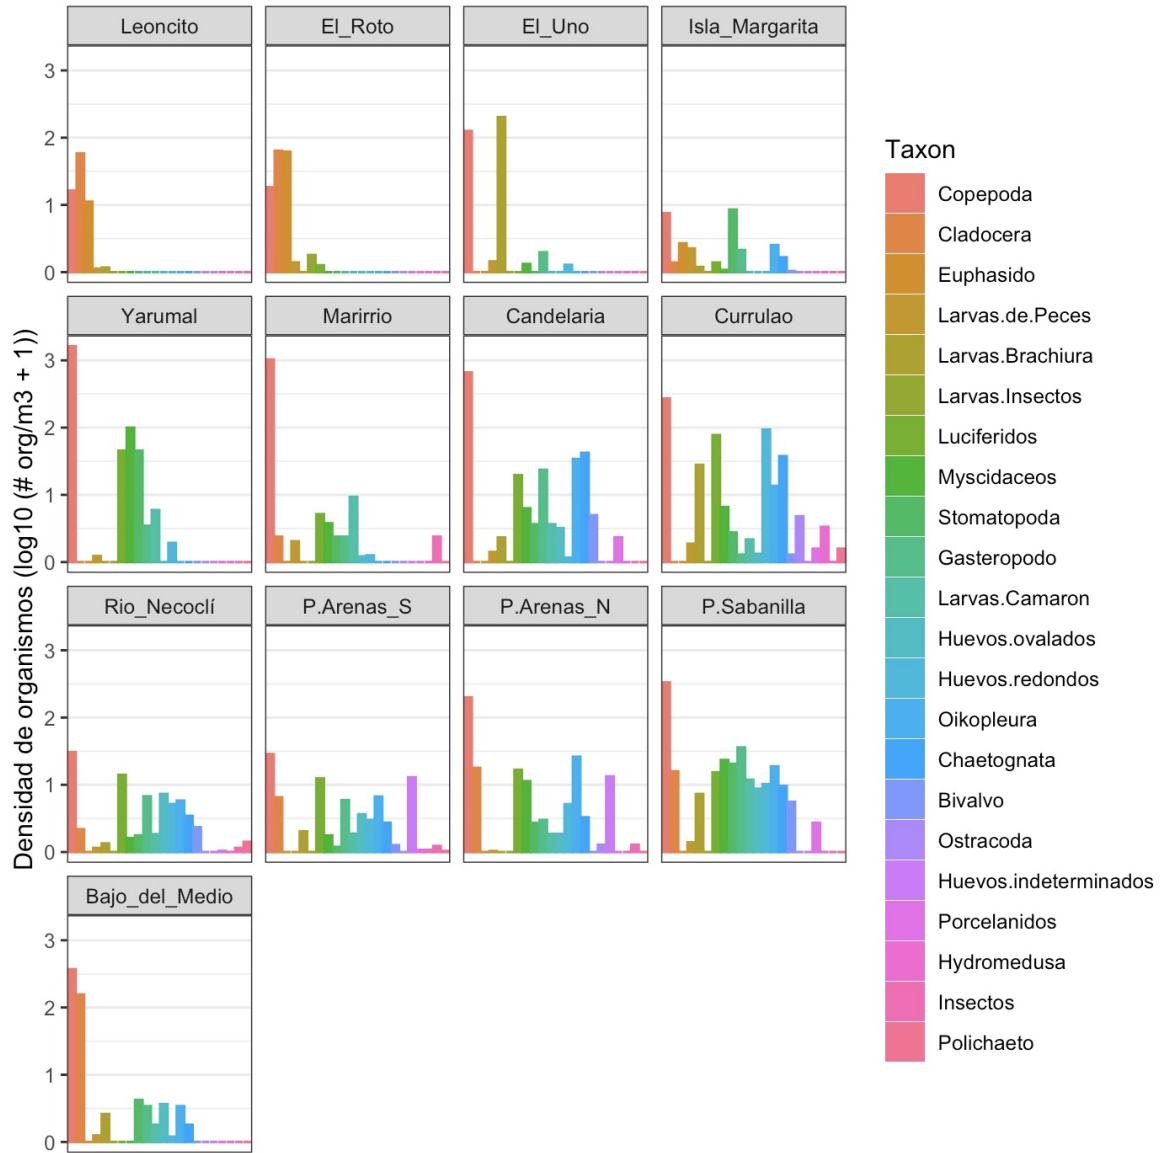 Leoncito
El_Roto
El_Uno
Isla_Margarita
3
2
1
0
Yarumal
Marirrio
Candelaria
Currulao
3
2
1
0
Rio_Necoclí
P.Arenas_S
P.Arenas_N
P.Sabanilla
3
2
1
0
Bajo_del_Medio
3
2
1
0
Densidad de organismos (log10 (# org/m3 + 1))
Taxon
Copepoda
Cladocera
Euphasido
Larvas.de.Peces
Larvas.Brachiura
Larvas.Insectos
Luciferidos
Myscidaceos
Stomatopoda
Gasteropodo
Larvas.Camaron
Huevos.ovalados
Huevos.redondos
Oikopleura
Chaetognata
Bivalvo
Ostracoda
Huevos.indeterminados
Porcelanidos
Hydromedusa
Insectos
Polichaeto